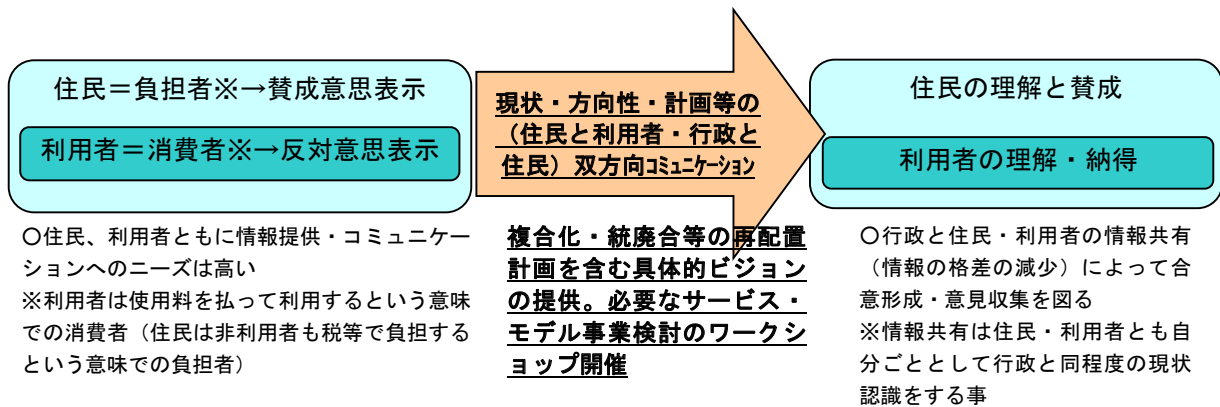 住民＝負担者※→賛成意思表示
利用者＝消費者※→反対意思表示
〇住民、利用者ともに情報提供・コミュニケー
ションへのニーズは高い
※利用者は使用料を払って利用するという意味
での消費者（住民は非利用者も税等で負担する
という意味での負担者）
現状・方向性・計画等の
（住民と利用者・行政と
住民）双方向ｺﾐｭﾆｹｰｼｮﾝ
複合化・統廃合等の再配置
計画を含む具体的ビジョン
の提供。必要なサービス・
モデル事業検討のワークシ
ョップ開催
住民の理解と賛成
利用者の理解・納得
〇行政と住民・利用者の情報共有
（情報の格差の減少）によって合
意形成・意見収集を図る
※情報共有は住民・利用者とも自
分ごととして行政と同程度の現状
認識をする事